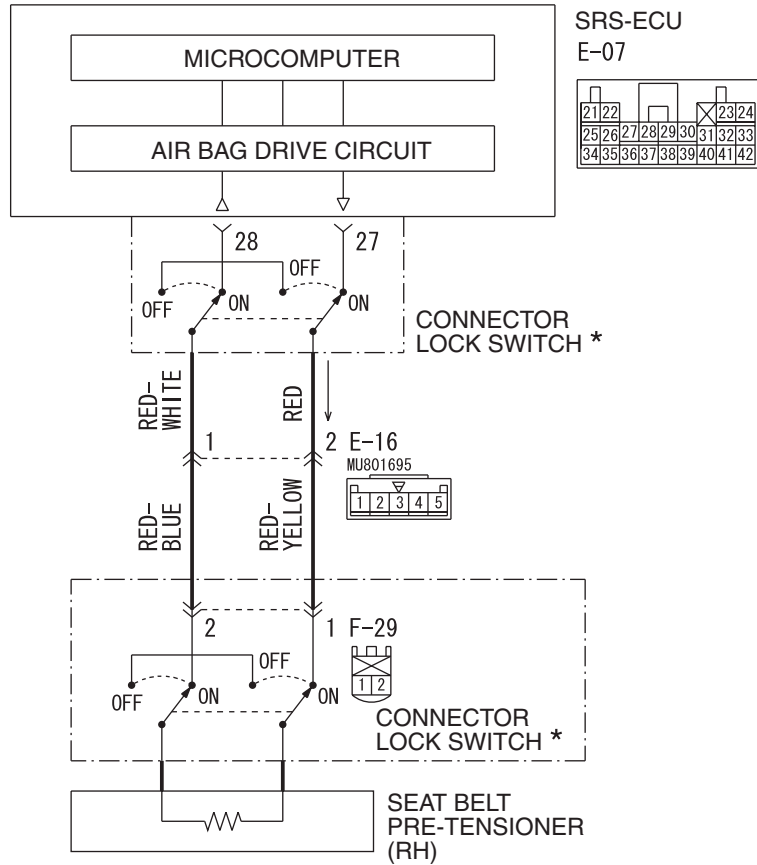 SRS-ECU
E-07
MICROCOMPUTER
AIR BAG DRIVE CIRCUIT
21 22 23 24
25 26 27 28 29 30 31 32 33
34 35 36 37 38 39 40 41 42
28 27
OFF
OFF ON ON
CONNECTOR
LOCK SWITCH *
RED-
WHITE
RED
1 2 E-16
MU801695
1 2 3 4 5
RED-
BLUE
RED-
YELLOW
2 1 F-29
1 2
OFF
OFF ON ON
CONNECTOR
LOCK SWITCH *
SEAT BELT
PRE-TENSIONER
(RH)